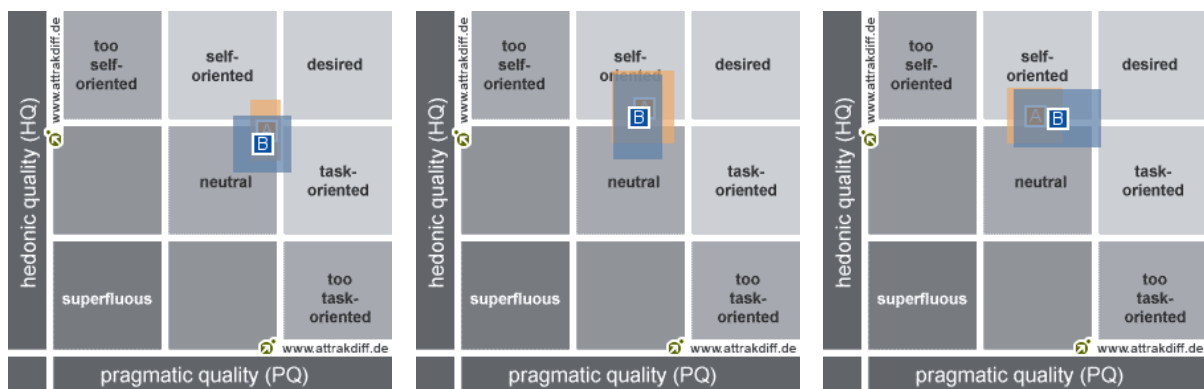 hedonic quality (HQ)
www.attrakdiff.de
too
self-
oriented
self-
oriented
desired
A
B
neutral
task-
oriented
superfluous
too
task-
oriented
www.attrakdiff.de
pragmatic quality (PQ)
hedonic quality (HQ)
www.attrakdiff.de
too
self-
oriented
self-
oriented
desired
A
B
neutral
task-
oriented
superfluous
too
task-
oriented
www.attrakdiff.de
pragmatic quality (PQ)
hedonic quality (HQ)
www.attrakdiff.de
too
self-
oriented
self-
oriented
desired
A
B
neutral
task-
oriented
superfluous
too
task-
oriented
www.attrakdiff.de
pragmatic quality (PQ)